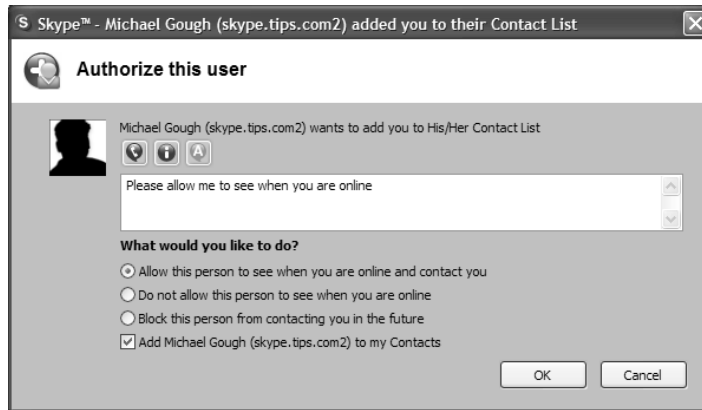 Skype™ - Michael Gough (skype.tips.com2) added you to their Contact List
Authorize this user
Michael Gough (skype.tips.com2) wants to add you to His/Her Contact List
Please allow me to see when you are online
What would you like to do?
Allow this person to see when you are online and contact you
Do not allow this person to see when you are online
Block this person from contacting you in the future
Add Michael Gough (skype.tips.com2) to my Contacts
OK Cancel